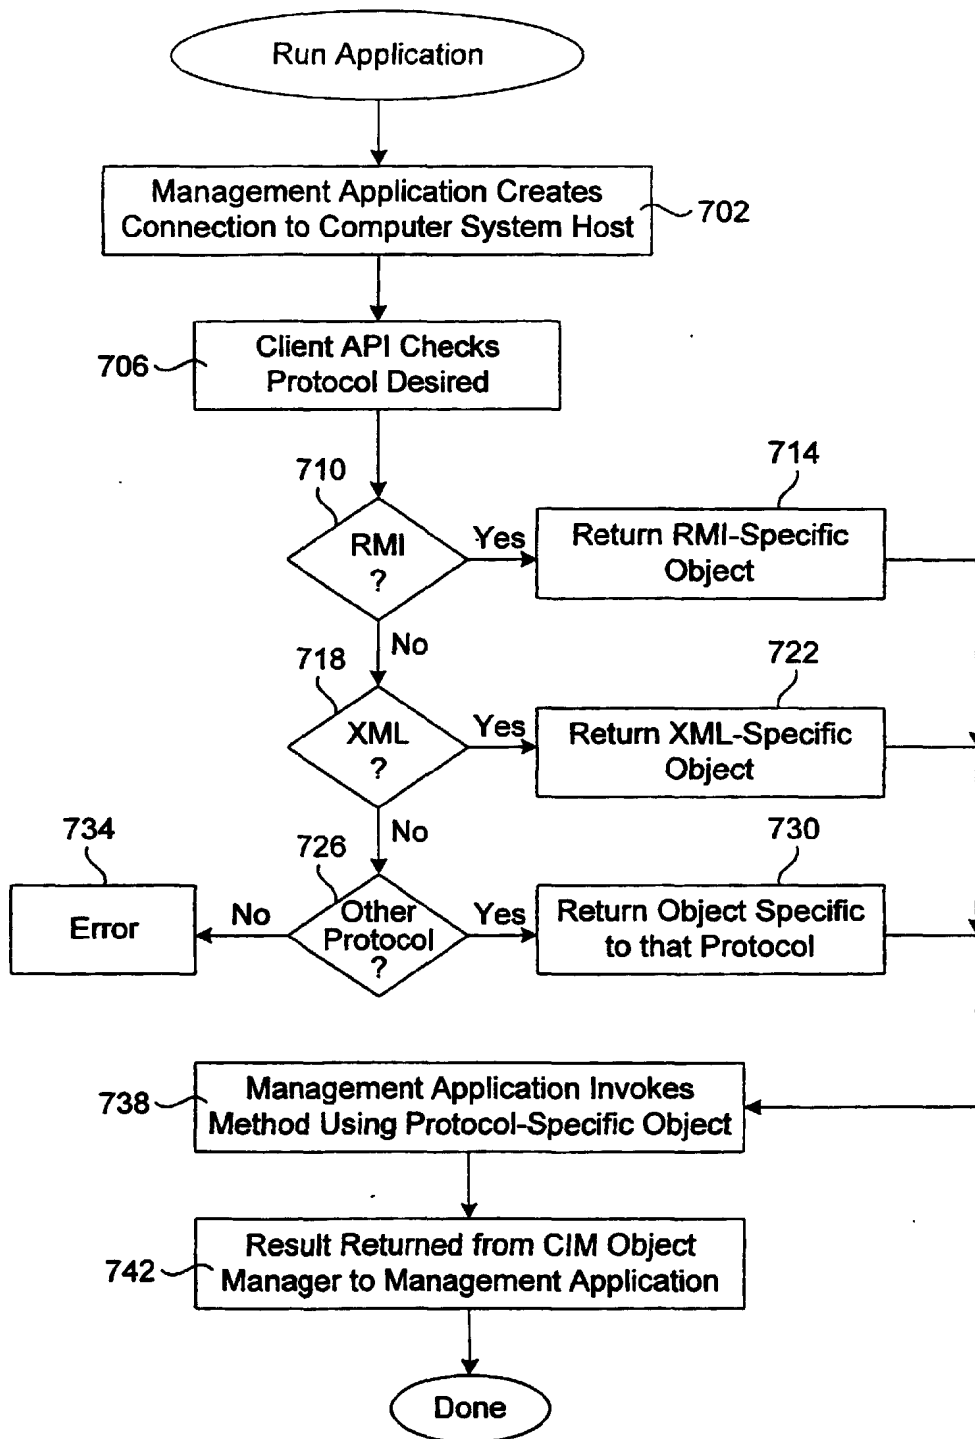 Run Application
Management Application Creates
Connection to Computer System Host
702
Client API Checks
Protocol Desired
706
710
RMI
?
Yes
No
714
Return RMI-Specific
Object
718
XML
?
Yes
No
722
Return XML-Specific
Object
726
Other
Protocol
?
Yes
No
730
Return Object Specific
to that Protocol
734
Error
738
Management Application Invokes
Method Using Protocol-Specific Object
742
Result Returned from CIM Object
Manager to Management Application
Done